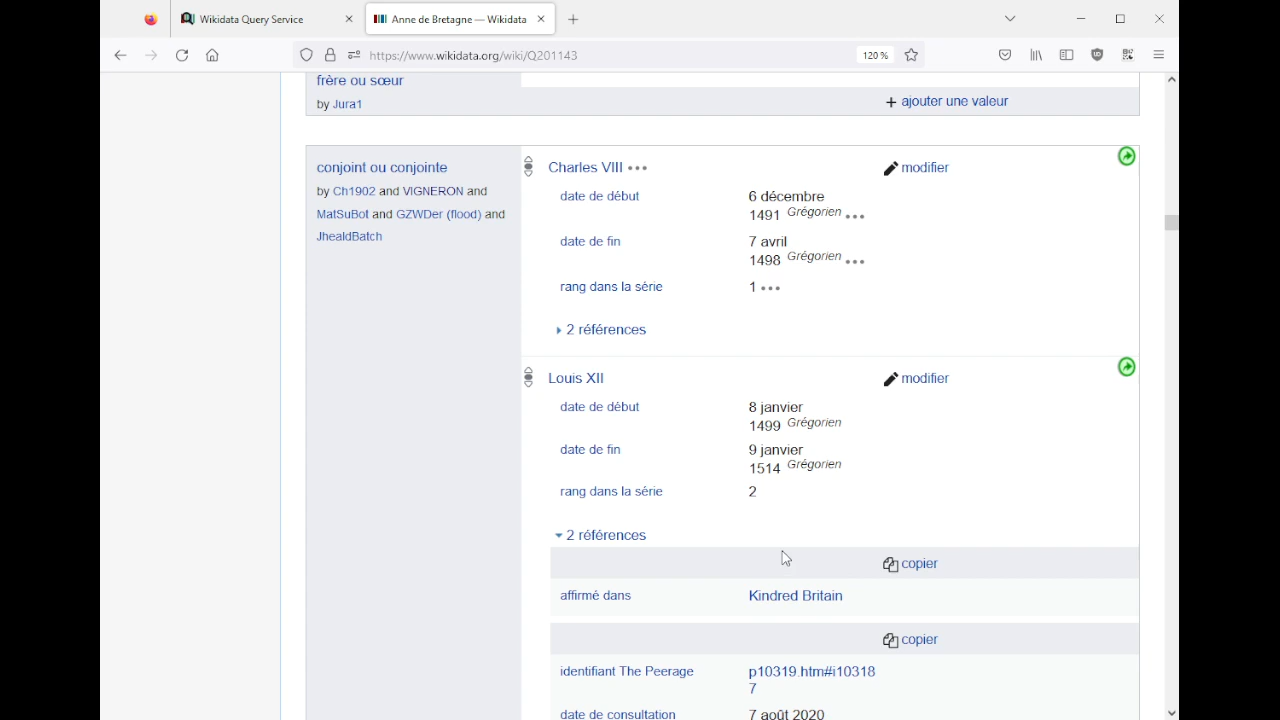 Wikidata Query Service
Anne de Bretagne — Wikidata
https://www.wikidata.org/wiki/Q201143
120 %
frère ou sœur
by Jura1
ajouter une valeur
conjoint ou conjointe
by Ch1902 and VIGNERON and
MatSuBot and GZWDer (flood) and
JhealdBatch
Charles VIII
modifier
date de début
6 décembre
1491 Grégorien
date de fin
7 avril
1498 Grégorien
rang dans la série
1
2 références
Louis XII
modifier
date de début
8 janvier
1499 Grégorien
date de fin
9 janvier
1514 Grégorien
rang dans la série
2
2 références
copier
affirmé dans
Kindred Britain
copier
identifiant The Peerage
p10319.htm#i10318
7
date de consultation
7 août 2020